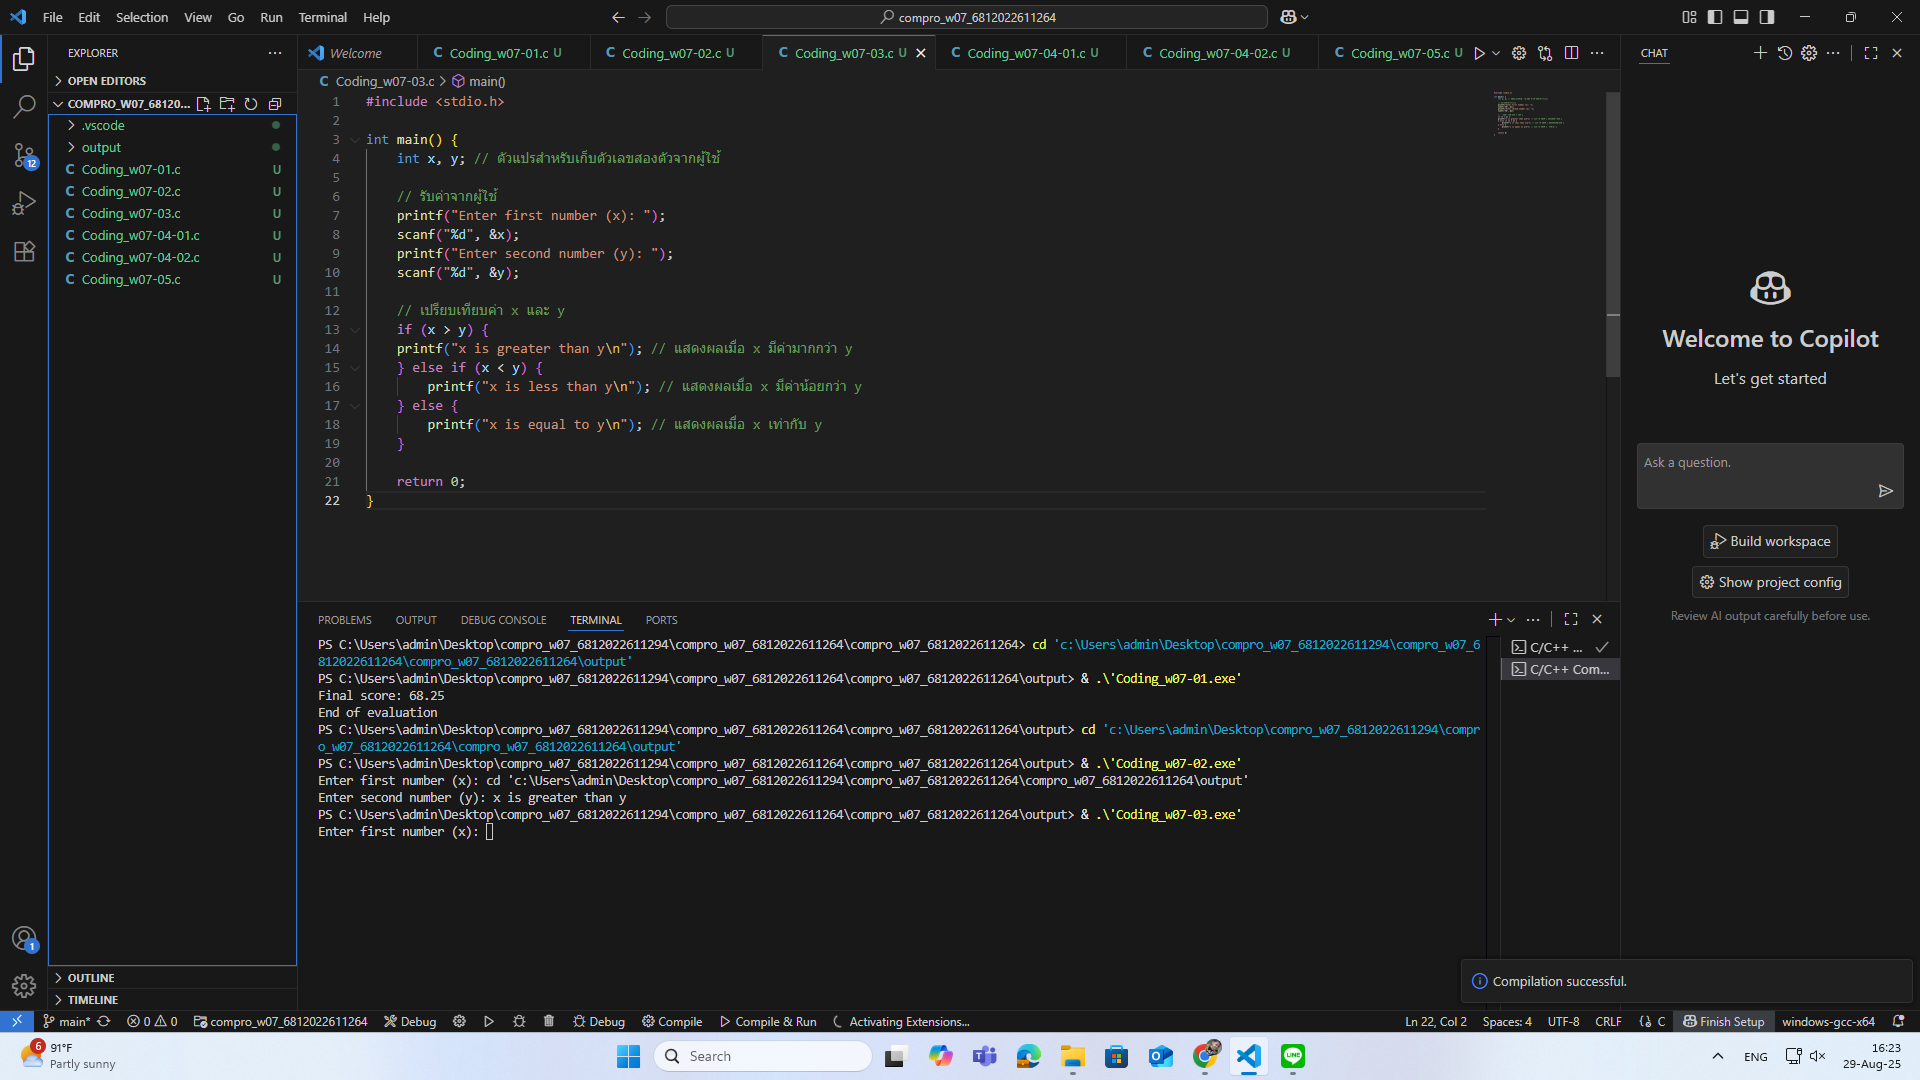 File Edit Selection View Go Run Terminal Help
compro_w07_6812022611264
EXPLORER
OPEN EDITORS
COMPRO_W07_68120...
.vscode
output
C Coding_w07-01.c U
C Coding_w07-02.c U
C Coding_w07-03.c U
C Coding_w07-04-01.c U
C Coding_w07-04-02.c U
C Coding_w07-05.c U
OUTLINE
TIMELINE
Welcome C Coding_w07-01.c U C Coding_w07-02.c U C Coding_w07-03.c U C Coding_w07-04-01.c U C Coding_w07-04-02.c U C Coding_w07-05.c U
C Coding_w07-03.c > main()
1 #include <stdio.h>
2
3 int main() {
4 int x, y; // ตัวแปรสำหรับเก็บตัวเลขสองตัวจากผู้ใช้
5
6 // รับค่าจากผู้ใช้
7 printf("Enter first number (x): ");
8 scanf("%d", &x);
9 printf("Enter second number (y): ");
10 scanf("%d", &y);
11
12 // เปรียบเทียบค่า x และ y
13 if (x > y) {
14 printf("x is greater than y\n"); // แสดงผลเมื่อ x มีค่ามากกว่า y
15 } else if (x < y) {
16 printf("x is less than y\n"); // แสดงผลเมื่อ x มีค่าน้อยกว่า y
17 } else {
18 printf("x is equal to y\n"); // แสดงผลเมื่อ x เท่ากับ y
19 }
20
21 return 0;
22 }
PROBLEMS OUTPUT DEBUG CONSOLE TERMINAL PORTS
PS C:\Users\admin\Desktop\compro_w07_6812022611294\compro_w07_6812022611264\compro_w07_6812022611264> cd 'c:\Users\admin\Desktop\compro_w07_6812022611294\compro_w07_6
812022611264\compro_w07_6812022611264\output'
PS C:\Users\admin\Desktop\compro_w07_6812022611294\compro_w07_6812022611264\compro_w07_6812022611264\output> & .\'Coding_w07-01.exe'
Final score: 68.25
End of evaluation
PS C:\Users\admin\Desktop\compro_w07_6812022611294\compro_w07_6812022611264\compro_w07_6812022611264\output> cd 'c:\Users\admin\Desktop\compro_w07_6812022611294\compr
o_w07_6812022611264\compro_w07_6812022611264\output'
PS C:\Users\admin\Desktop\compro_w07_6812022611294\compro_w07_6812022611264\compro_w07_6812022611264\output> & .\'Coding_w07-02.exe'
Enter first number (x): cd 'c:\Users\admin\Desktop\compro_w07_6812022611294\compro_w07_6812022611264\compro_w07_6812022611264\output'
Enter second number (y): x is greater than y
PS C:\Users\admin\Desktop\compro_w07_6812022611294\compro_w07_6812022611264\compro_w07_6812022611264\output> & .\'Coding_w07-03.exe'
Enter first number (x):
C/C++ ...
C/C++ Com...
CHAT
Welcome to Copilot
Let's get started
Ask a question.
Build workspace
Show project config
Review AI output carefully before use.
Compilation successful.
12
1
main* 0 0 compro_w07_6812022611264 Debug Debug Compile Compile & Run Activating Extensions...
Ln 22, Col 2 Spaces: 4 UTF-8 CRLF {} C Finish Setup windows-gcc-x64
6
91°F
Partly sunny
Search
LINE
ENG
16:23
29-Aug-25